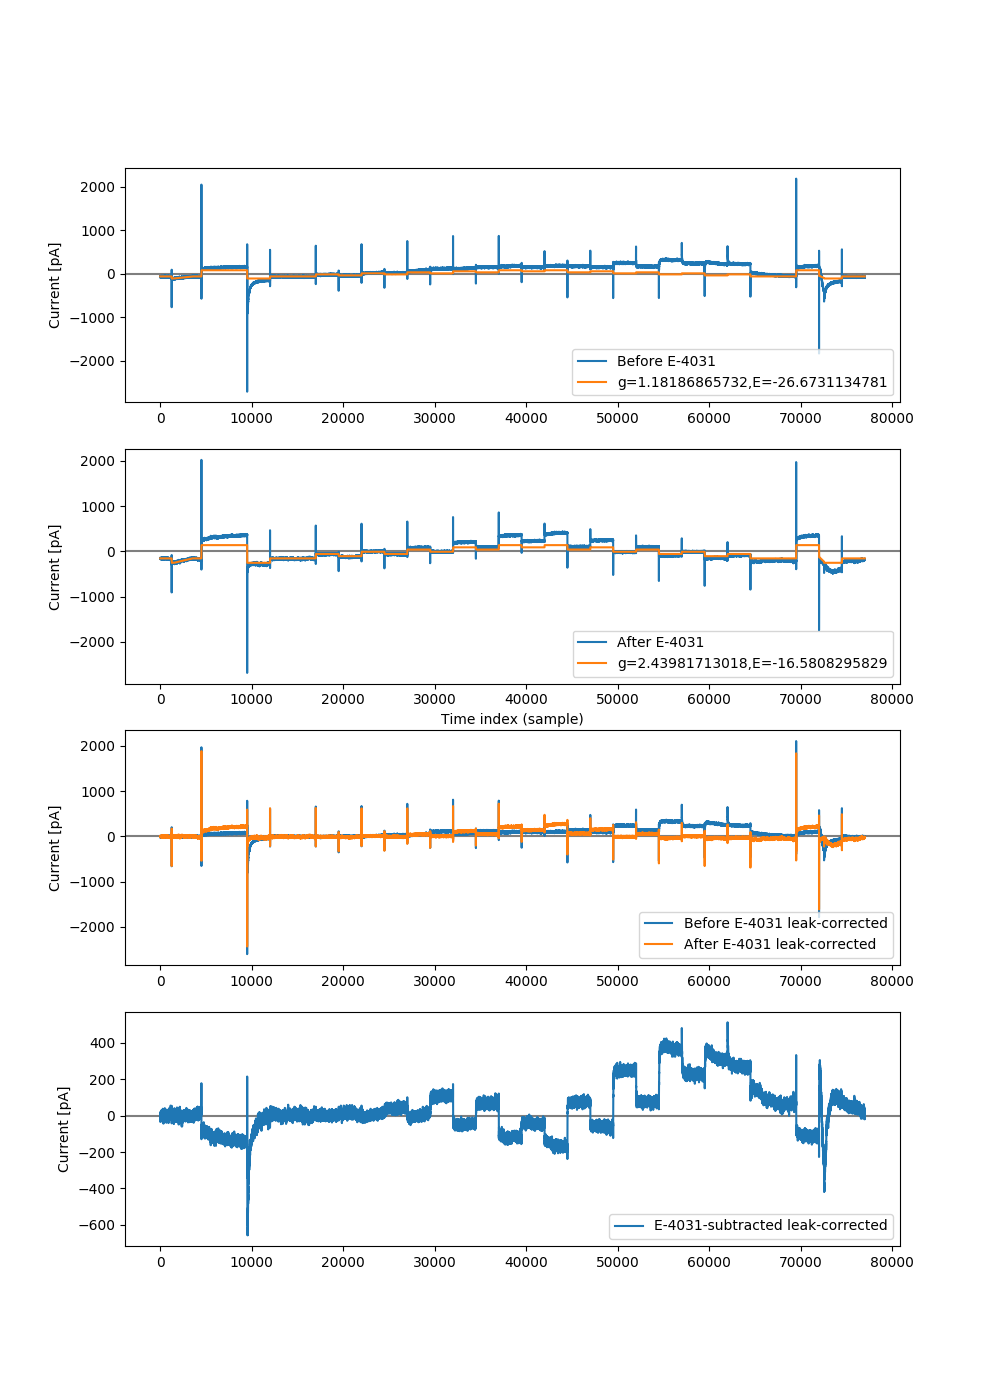 2000
1000
0
−1000
−2000
Current [pA]
Before E-4031
g=1.18186865732,E=-26.6731134781
0 10000 20000 30000 40000 50000 60000 70000 80000
2000
1000
0
−1000
−2000
Current [pA]
After E-4031
g=2.43981713018,E=-16.5808295829
0 10000 20000 30000 40000 50000 60000 70000 80000
Time index (sample)
2000
1000
0
−1000
−2000
Current [pA]
Before E-4031 leak-corrected
After E-4031 leak-corrected
0 10000 20000 30000 40000 50000 60000 70000 80000
400
200
0
−200
−400
−600
Current [pA]
E-4031-subtracted leak-corrected
0 10000 20000 30000 40000 50000 60000 70000 80000